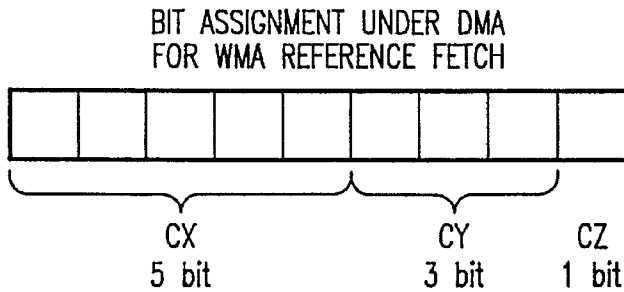 BIT ASSIGNMENT UNDER DMA
FOR WMA REFERENCE FETCH
CX CY CZ
5 bit 3 bit 1 bit